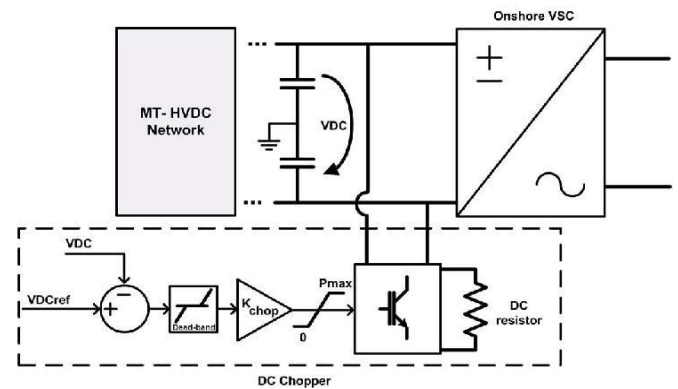 Onshore VSC
MT- HVDC
Network
...
...
VDC
+
−
VDC
VDCref
+
−
Dead-band
K chop
Pmax
0
DC
resistor
DC Chopper